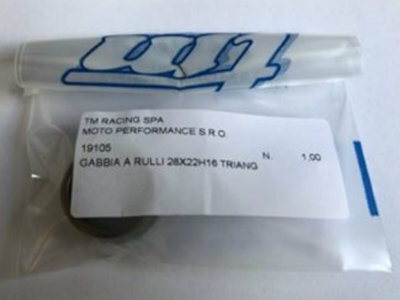 TM RACING SPA
MOTO PERFORMANCE S.R.O.
19105
GABBIA A RULLI 28X22H16 TRIANG N. 1,00